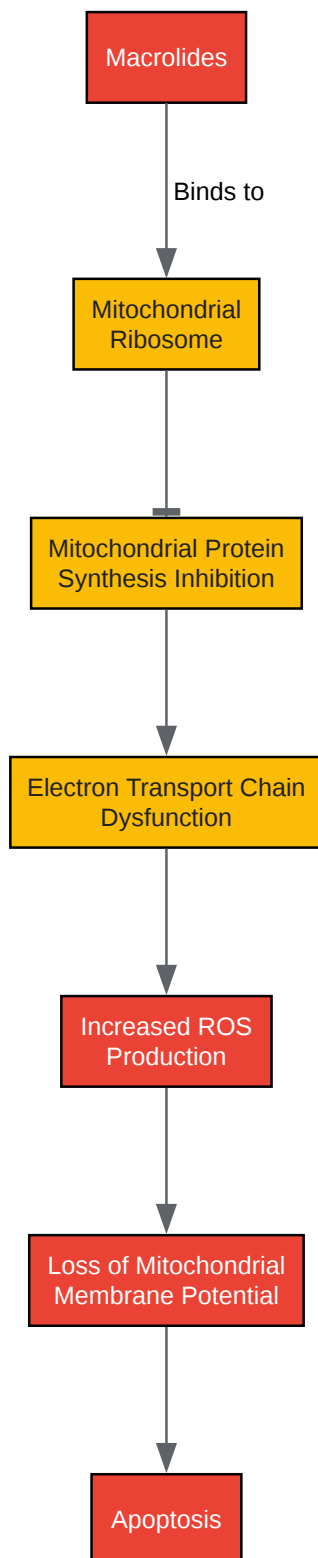 Macrolides
Binds to
Mitochondrial
Ribosome
Mitochondrial Protein
Synthesis Inhibition
Electron Transport Chain
Dysfunction
Increased ROS
Production
Loss of Mitochondrial
Membrane Potential
Apoptosis